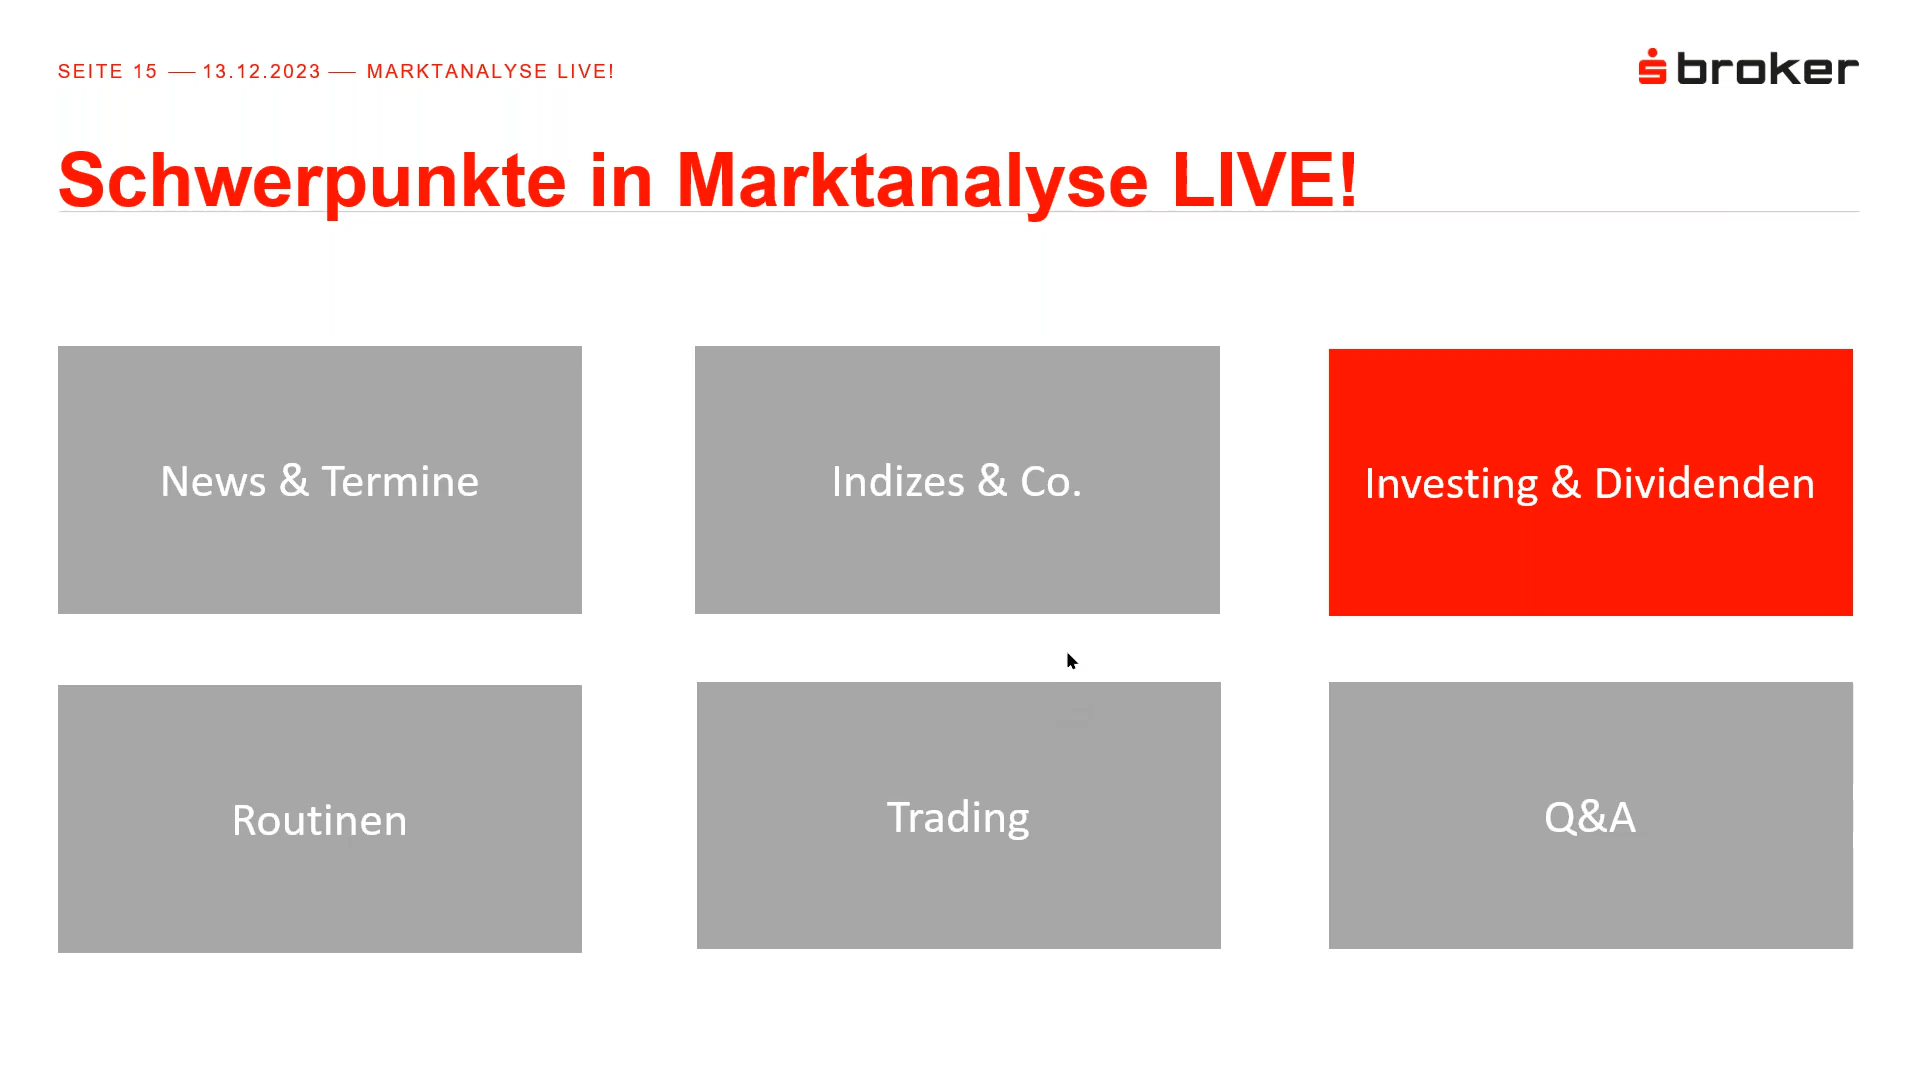 SEITE 15 — 13.12.2023 — MARKTANALYSE LIVE!
broker
Schwerpunkte in Marktanalyse LIVE!
News & Termine
Indizes & Co.
Investing & Dividenden
Routinen
Trading
Q&A